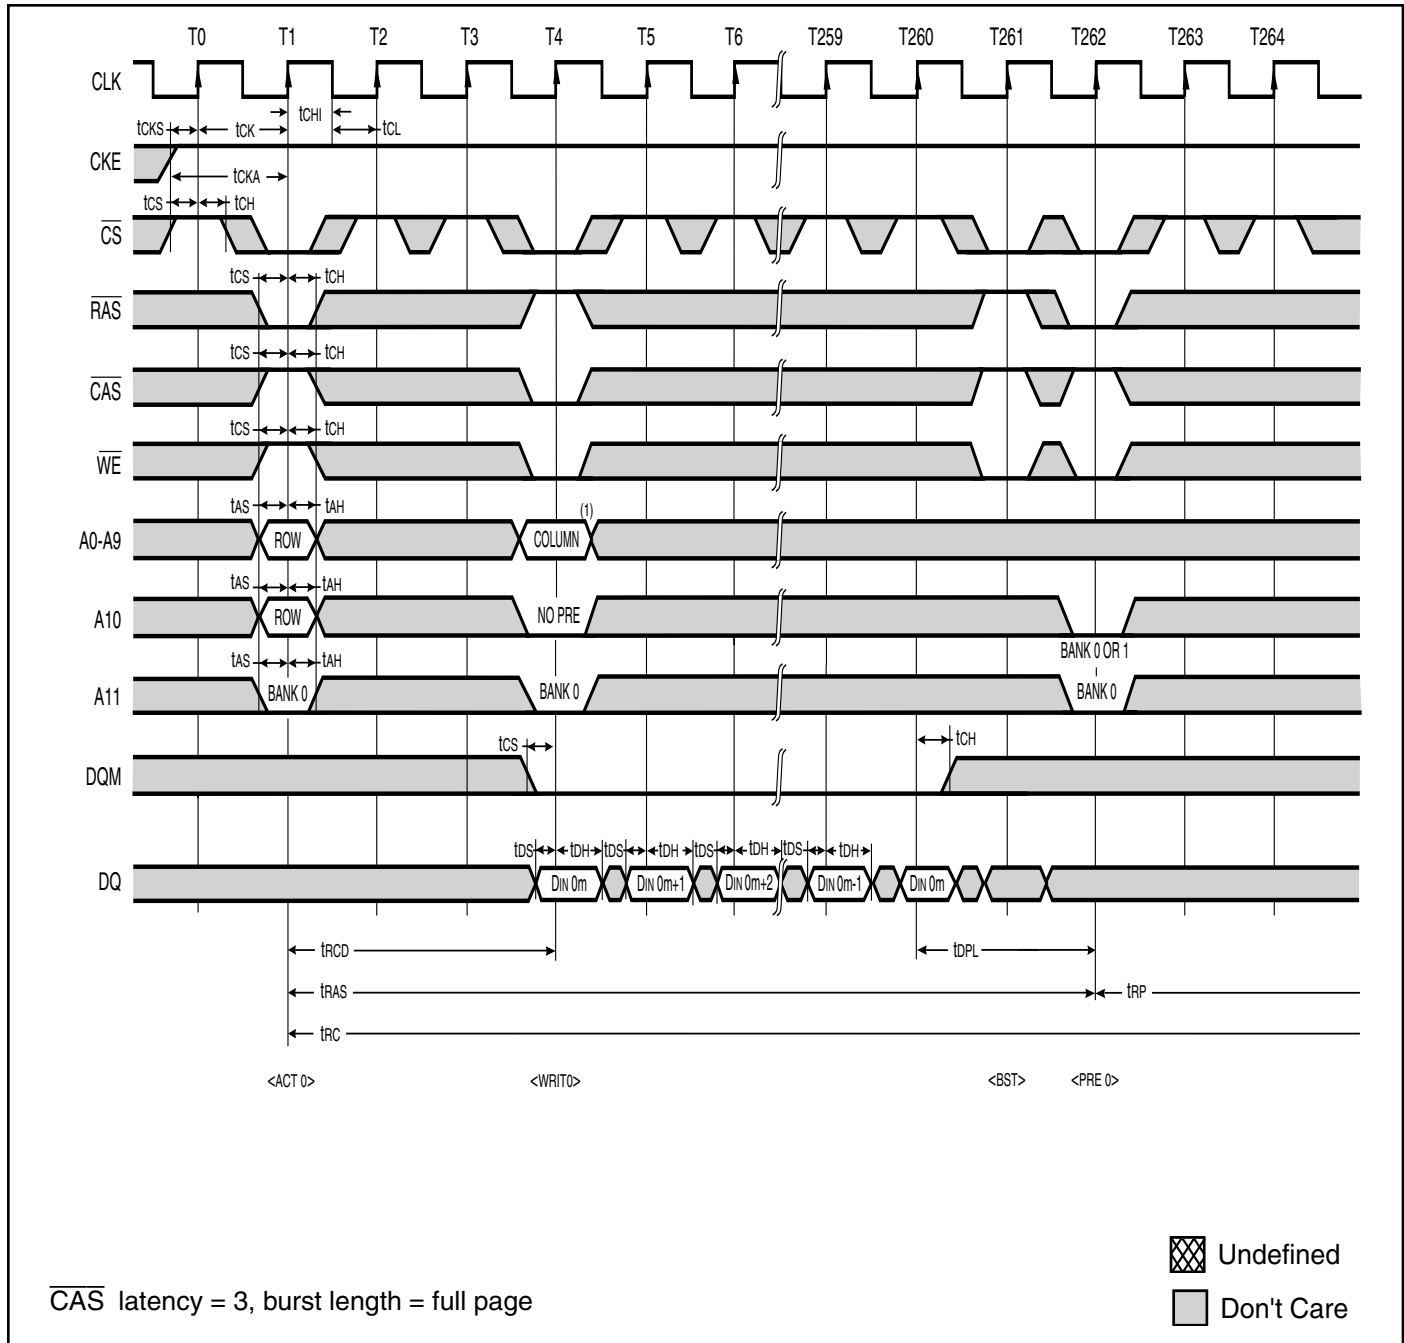 T0 T1 T2 T3 T4 T5 T6 T259 T260 T261 T262 T263 T264
CLK
tCHI
tCKS tCK tCL
CKE
tCKA
tCS tCH
CS
tCS tCH
RAS
tCS tCH
CAS
tCS tCH
WE
tAS tAH (1)
A0-A9 ROW COLUMN
tAS tAH
A10 ROW NO PRE
BANK 0 OR 1
tAS tAH
A11 BANK 0 BANK 0 BANK 0
tCS tCH
DQM
tDS tDH tDS tDH tDS tDH tDS tDH
DQ DIN 0m DIN 0m+1 DIN 0m+2 DIN 0m-1 DIN 0m
tRCD tDPL
tRAS tRP
tRC
<ACT 0> <WRIT0> <BST> <PRE 0>
Undefined
CAS latency = 3, burst length = full page
Don't Care